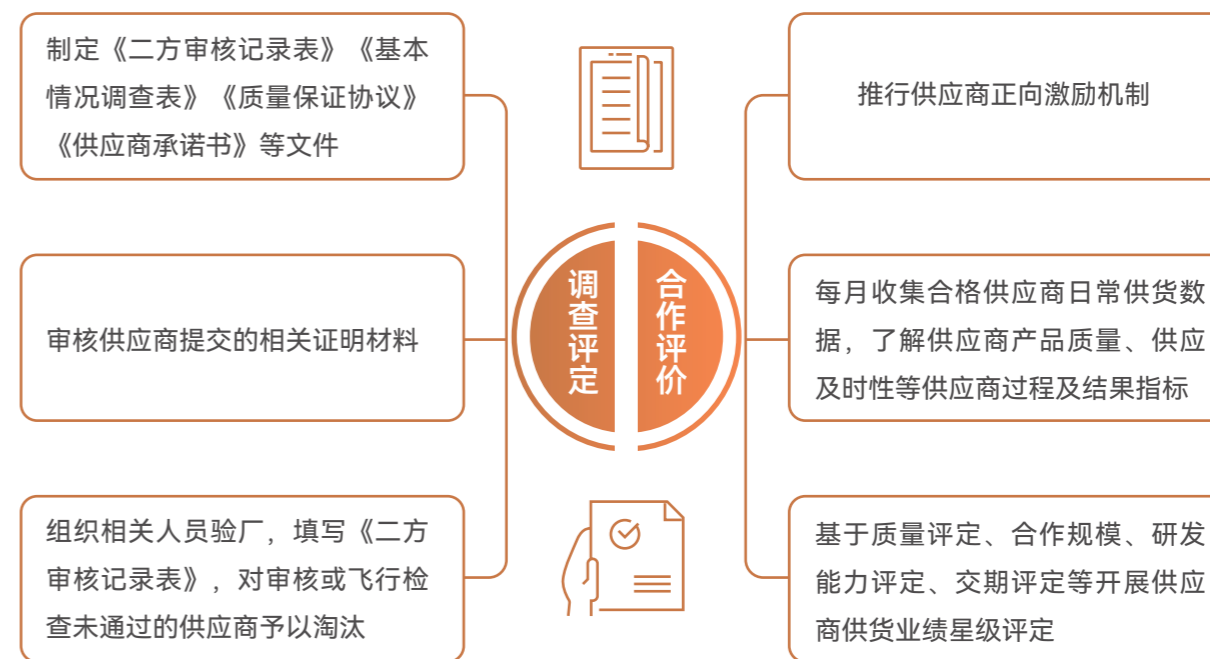 制定《二方审核记录表》《基本
情况调查表》《质量保证协议》
《供应商承诺书》等文件
审核供应商提交的相关证明材料
组织相关人员验厂，填写《二方
审核记录表》，对审核或飞行检
查未通过的供应商予以淘汰
调查评定
合作评价
推行供应商正向激励机制
每月收集合格供应商日常供货数
据，了解供应商产品质量、供应
及时性等供应商过程及结果指标
基于质量评定、合作规模、研发
能力评定、交期评定等开展供应
商供货业绩星级评定